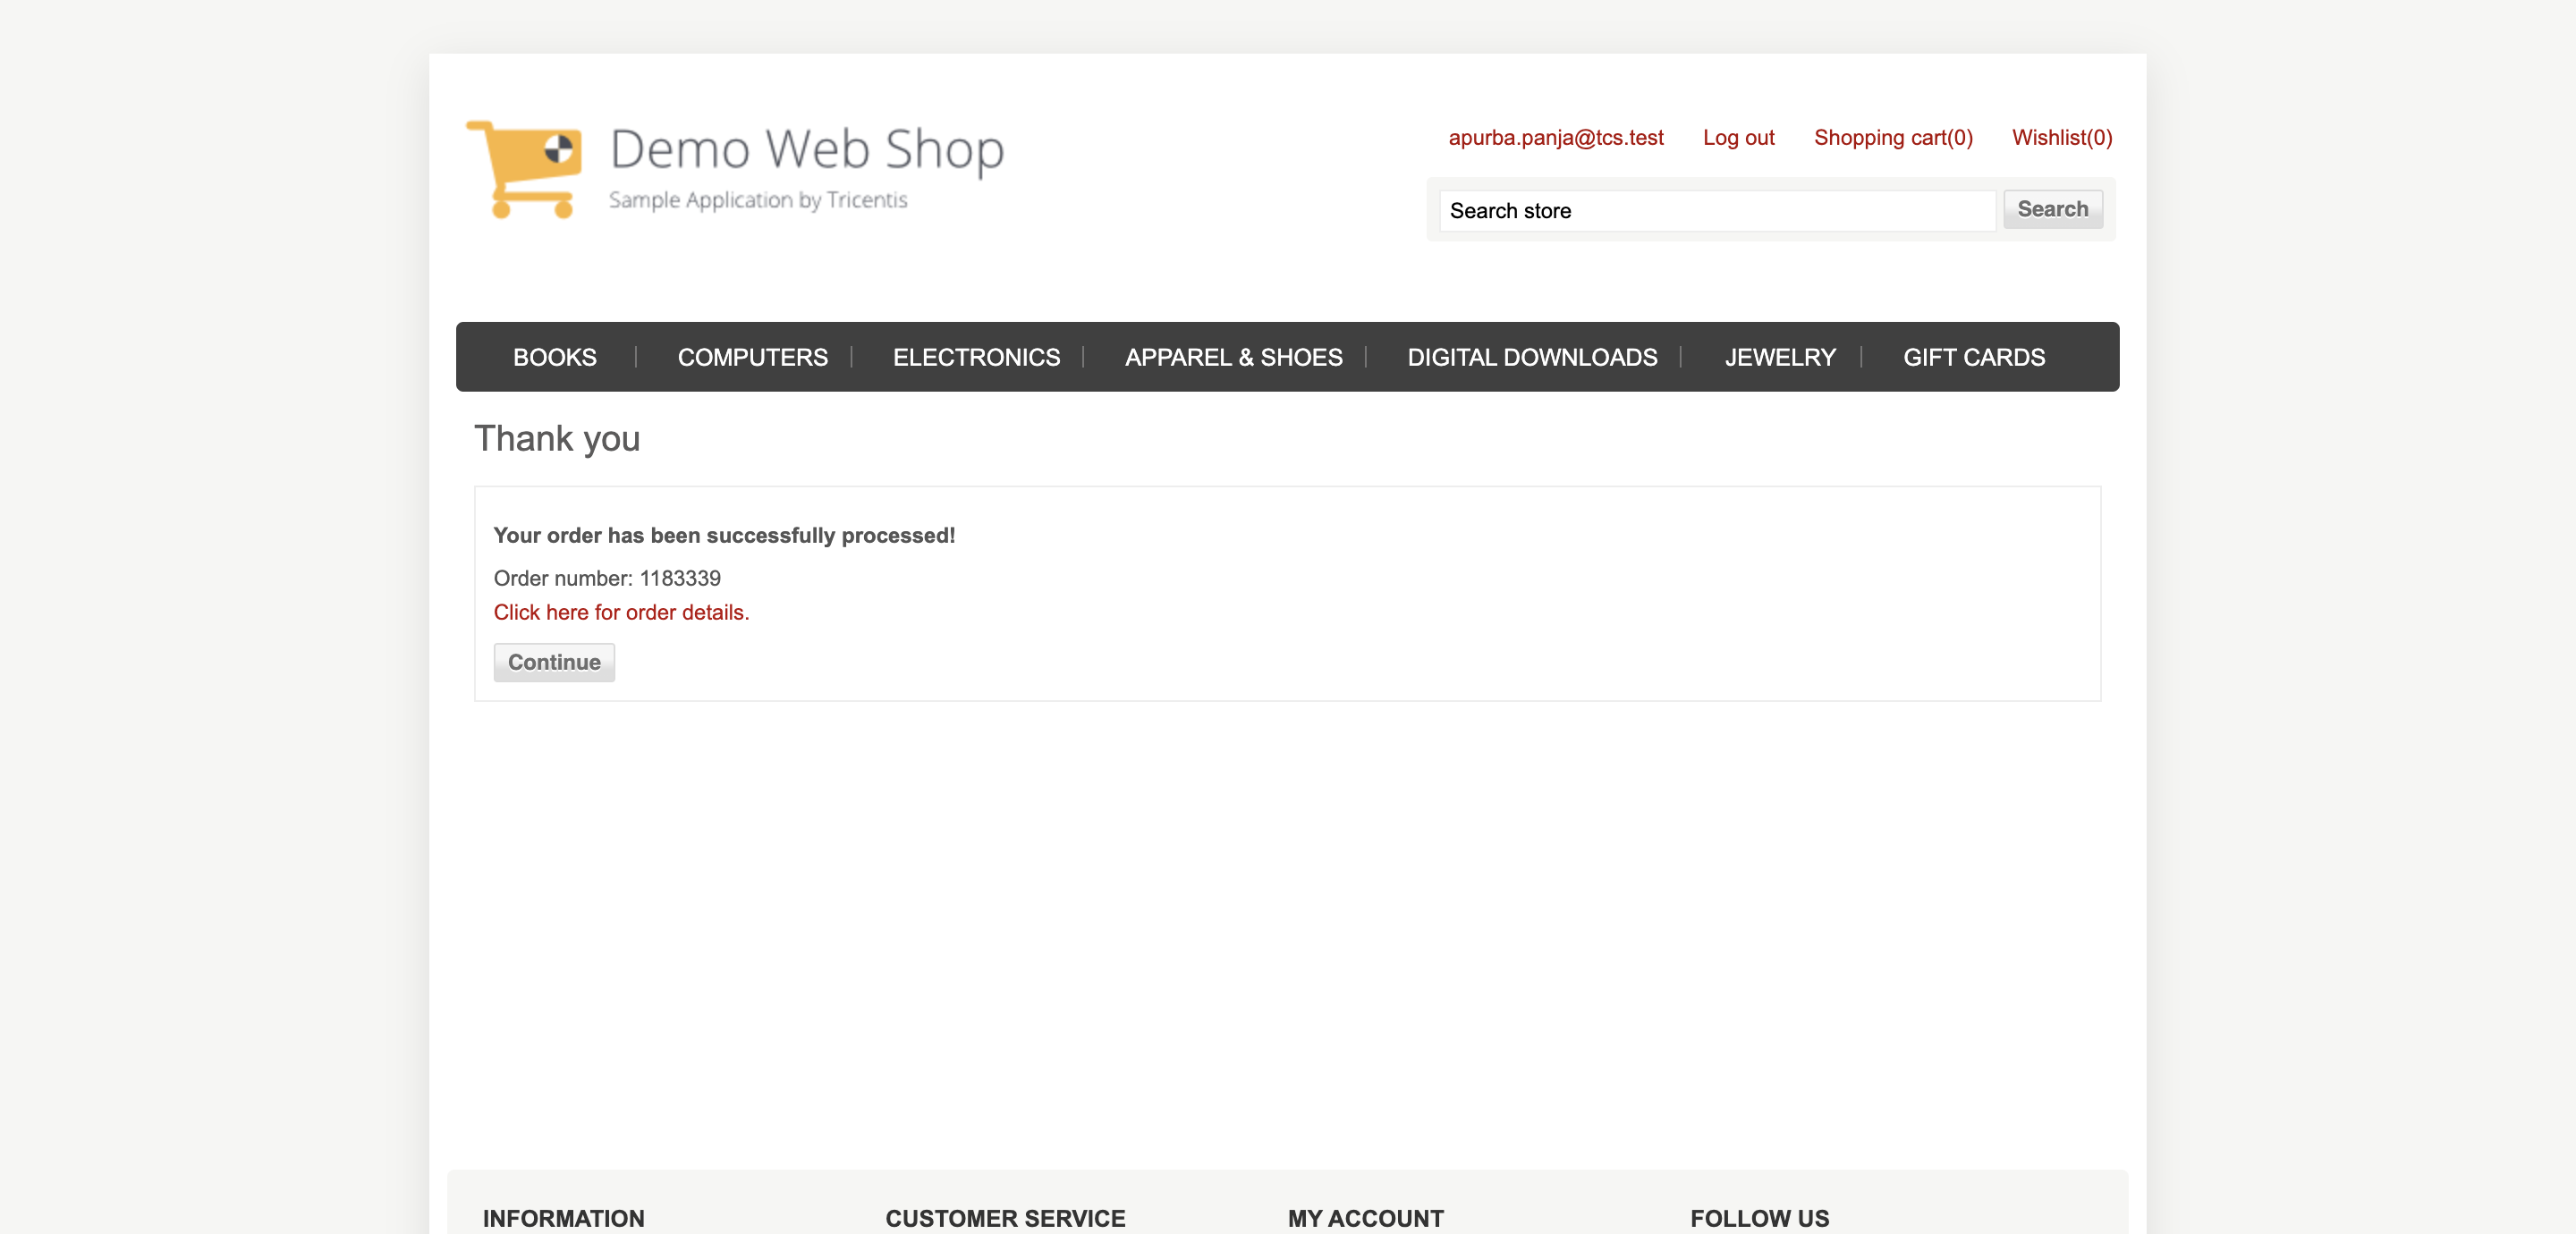 Demo Web Shop
Sample Application by Tricentis
apurba.panja@tcs.test Log out Shopping cart(0) Wishlist(0)
Search store Search
BOOKS COMPUTERS ELECTRONICS APPAREL & SHOES DIGITAL DOWNLOADS JEWELRY GIFT CARDS
Thank you
Your order has been successfully processed!
Order number: 1183339
Click here for order details.
Continue
INFORMATION CUSTOMER SERVICE MY ACCOUNT FOLLOW US